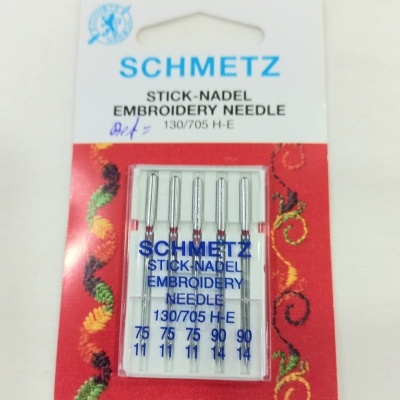 SCHMETZ
STICK-NADEL
EMBROIDERY NEEDLE
130/705 H-E
SCHMETZ
STICK-NADEL
EMBROIDERY
NEEDLE
130/705 H-E
75 75 75 90 90
11 11 11 14 14